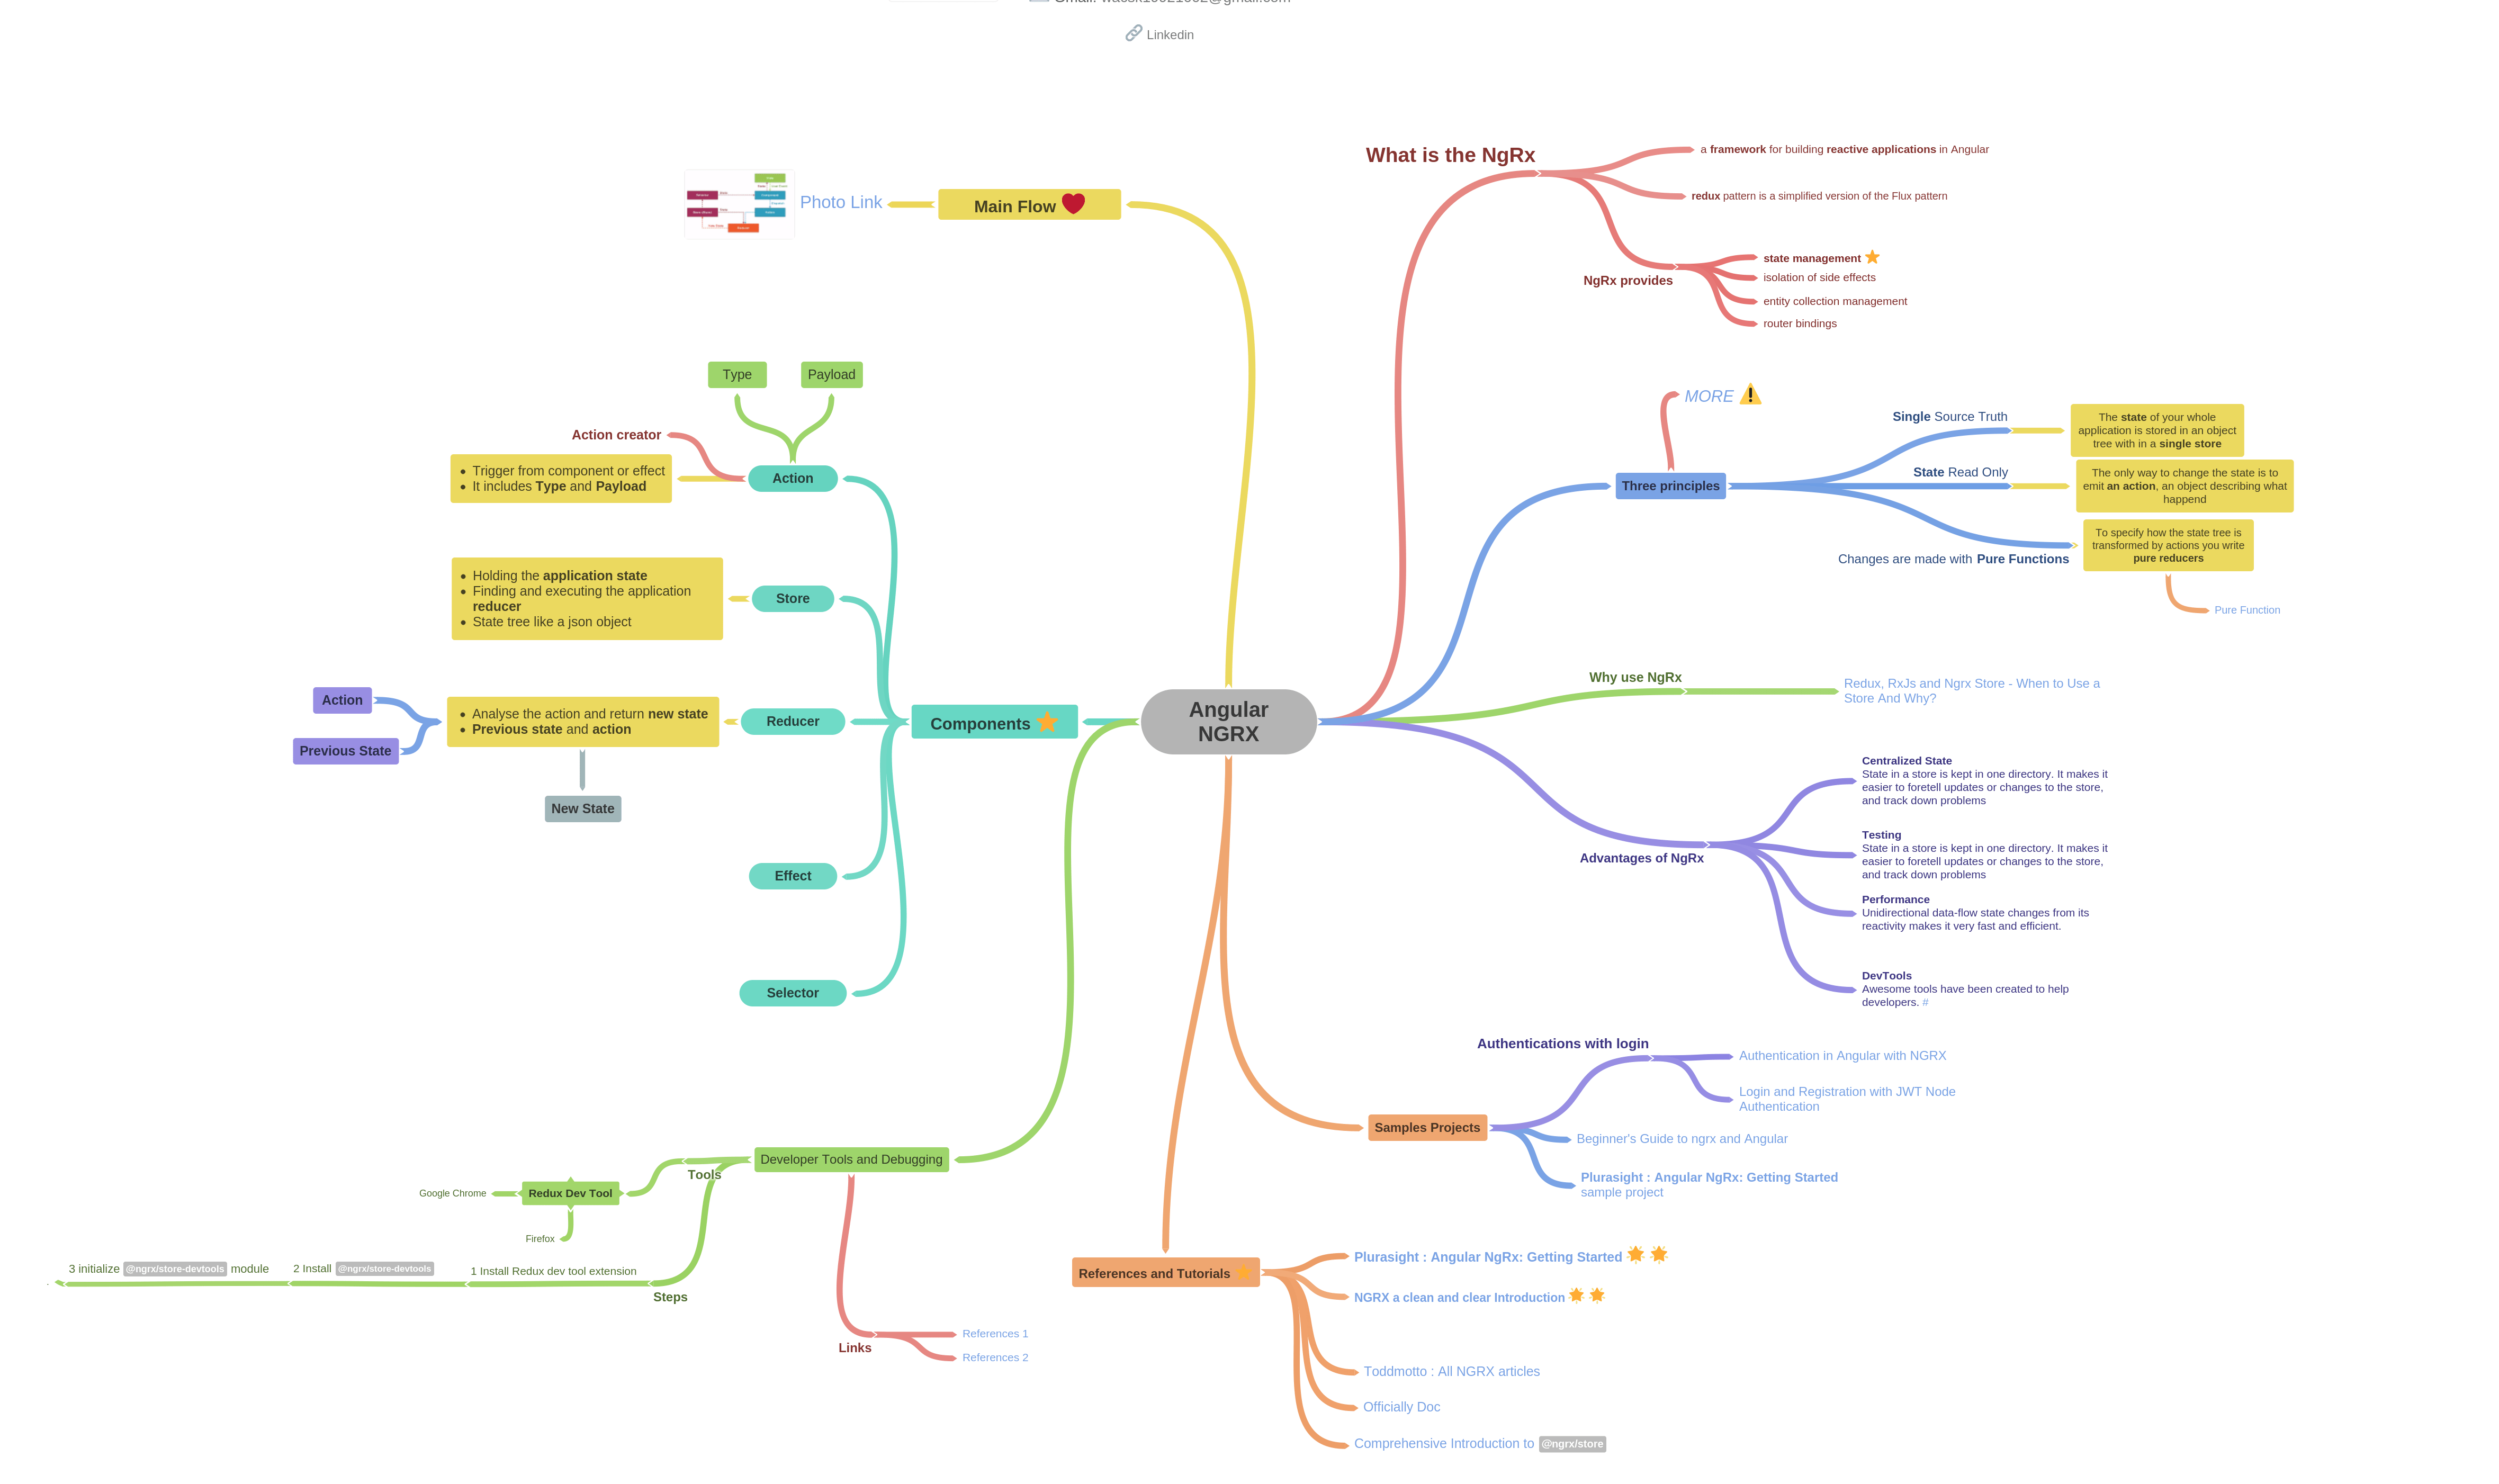 Linkedin
What is the NgRx
a framework for building reactive applications in Angular
redux pattern is a simplified version of the Flux pattern
NgRx provides
state management
isolation of side effects
entity collection management
router bindings
Main Flow
Photo Link
MORE
Three principles
Single Source Truth
The state of your whole
application is stored in an object
tree with in a single store
State Read Only
The only way to change the state is to
emit an action, an object describing what
happend
Changes are made with Pure Functions
To specify how the state tree is
transformed by actions you write
pure reducers
Pure Function
Type
Payload
Action creator
Action
Trigger from component or effect
It includes Type and Payload
Store
Holding the application state
Finding and executing the application
reducer
State tree like a json object
Action
Previous State
Analyse the action and return new state
Previous state and action
New State
Reducer
Components
Effect
Selector
Angular
NGRX
Why use NgRx
Redux, RxJs and Ngrx Store - When to Use a
Store And Why?
Advantages of NgRx
Centralized State
State in a store is kept in one directory. It makes it
easier to foretell updates or changes to the store,
and track down problems
Testing
State in a store is kept in one directory. It makes it
easier to foretell updates or changes to the store,
and track down problems
Performance
Unidirectional data-flow state changes from its
reactivity makes it very fast and efficient.
DevTools
Awesome tools have been created to help
developers. #
Samples Projects
Authentications with login
Authentication in Angular with NGRX
Login and Registration with JWT Node
Authentication
Beginner's Guide to ngrx and Angular
Plurasight : Angular NgRx: Getting Started
sample project
Developer Tools and Debugging
Tools
Redux Dev Tool
Google Chrome
Firefox
Steps
1 Install Redux dev tool extension
2 Install @ngrx/store-devtools
3 initialize @ngrx/store-devtools module
Links
References 1
References 2
References and Tutorials
Plurasight : Angular NgRx: Getting Started
NGRX a clean and clear Introduction
Toddmotto : All NGRX articles
Officially Doc
Comprehensive Introduction to @ngrx/store